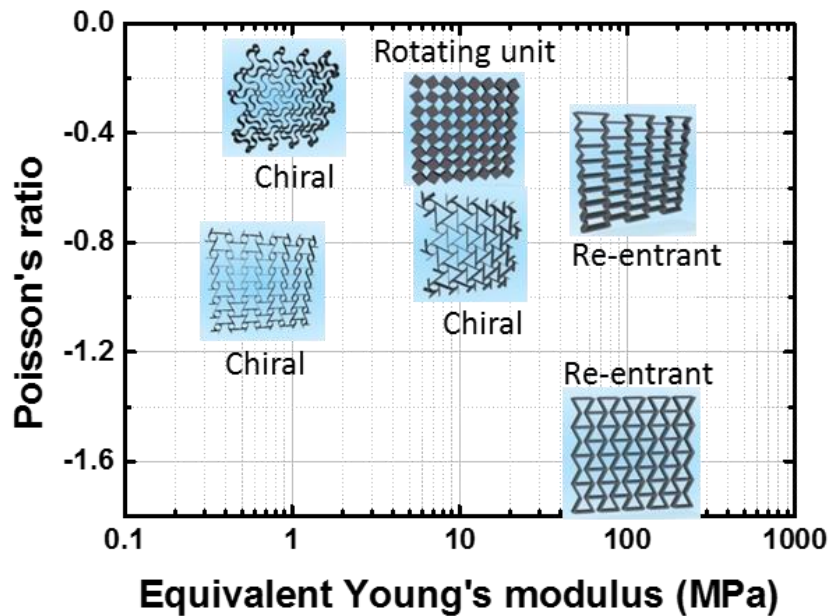 0.0
-0.4
-0.8
-1.2
-1.6
Poisson's ratio
Rotating unit
Chiral
Re-entrant
Chiral
Chiral
Re-entrant
0.1
1
10
100
1000
Equivalent Young's modulus (MPa)